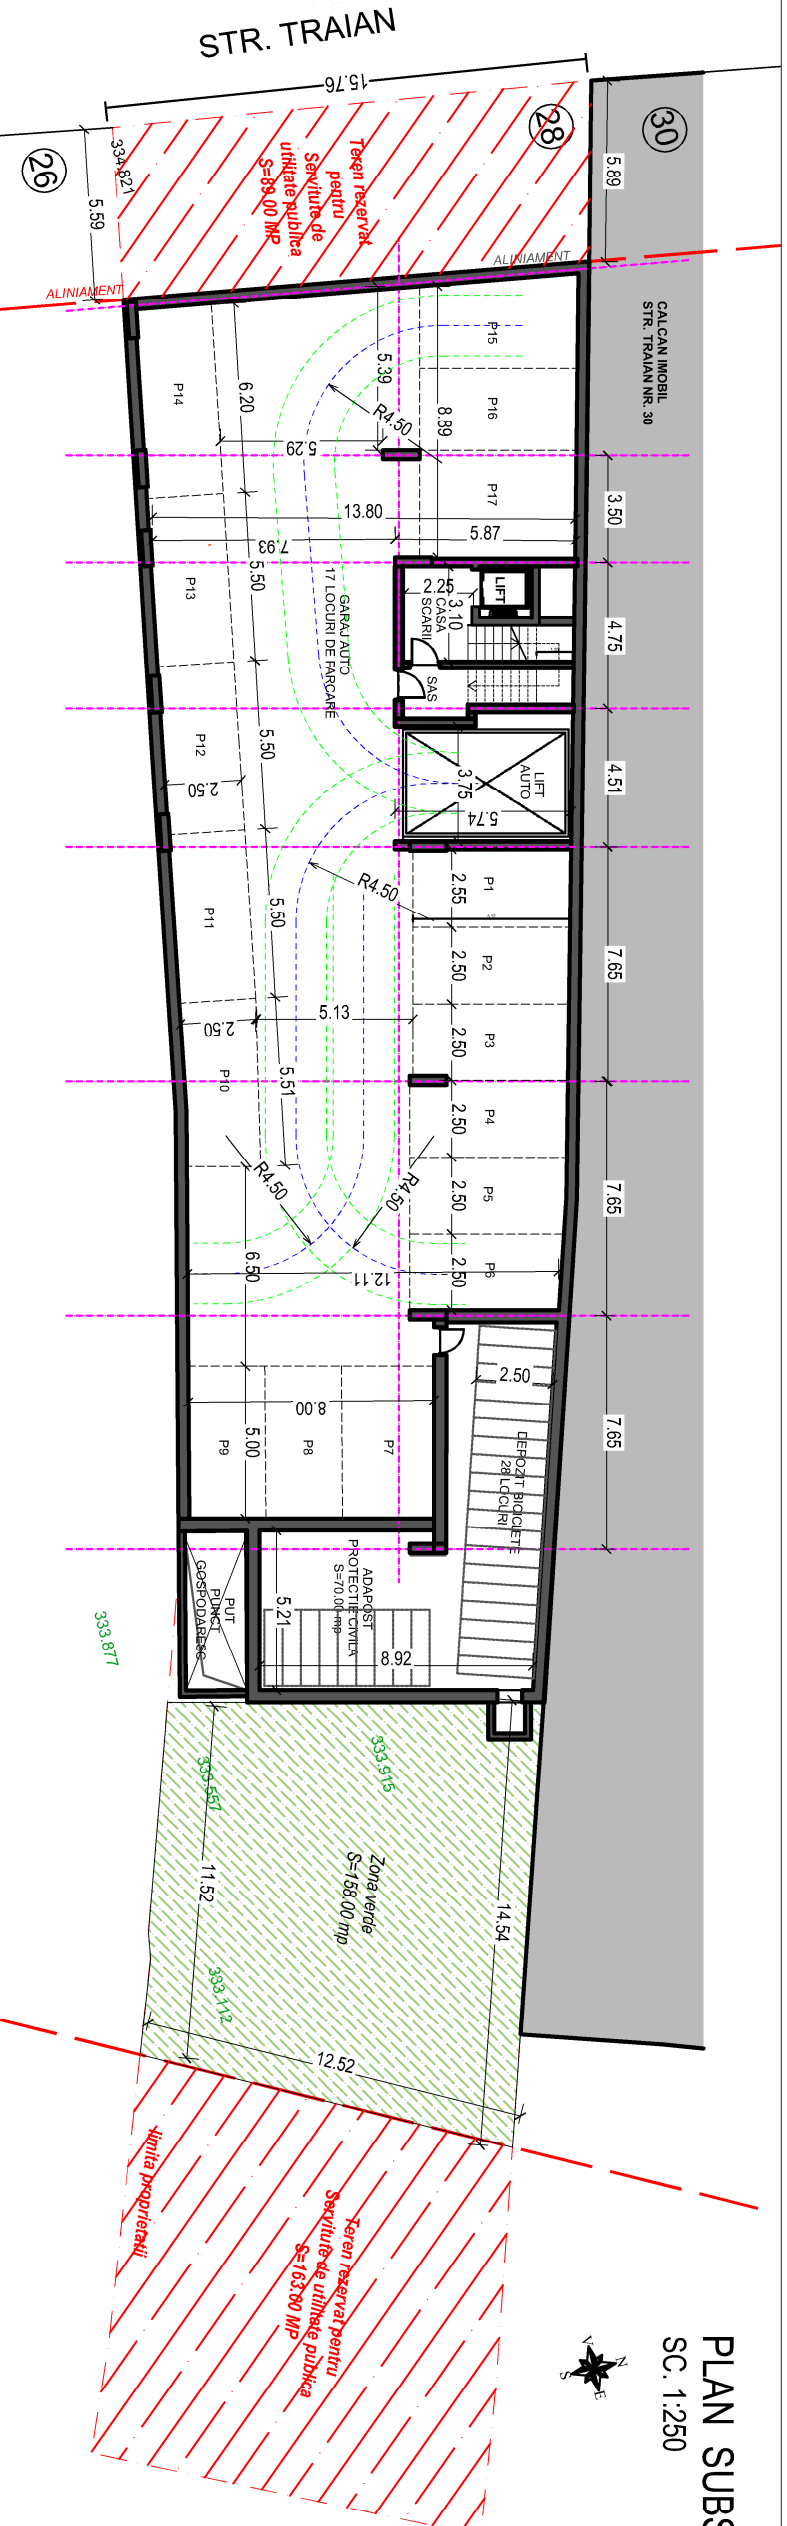 STR. TRAIAN
15.76
28
30
26
334.821
5.59
5.89
Teren rezervat
pentru
Servitute de
utilitate publica
S=89.00 MP
ALINIAMENT
ALINIAMENT
CALCAN IMOBIL
STR. TRAIAN NR. 30
P15
P16
P17
P14
5.39
8.89
R4.50
6.20
5.29
13.80
7.93
5.87
3.50
4.75
4.51
7.65
7.65
7.65
LIFT
2.25
3.10
CASA
SCARII
SAS
GARAJ AUTO
17 LOCURI DE PARCARE
5.50
P13
5.50
P12
2.50
LIFT
AUTO
3.75
5.74
R4.50
P1
2.55
P2
2.50
P3
2.50
P4
2.50
P5
2.50
P6
2.50
5.50
P11
2.50
5.13
P10
5.51
R4.50
R4.50
6.50
12.11
8.00
5.00
P9
P8
P7
2.50
DEPOZIT BICICLETE
28 LOCURI
ADAPOST
PROTECTIE CIVILA
S=70.00 mp
5.21
8.92
PUT
PUNCT
GOSPODARESC
333.877
333.915
333.557
333.112
Zona verde
S=158.00 mp
11.52
14.54
12.52
limita proprietatii
Teren rezervat pentru
Servitute de utilitate publica
S=163.00 MP
N
E
S
V
PLAN SUBS
SC. 1:250